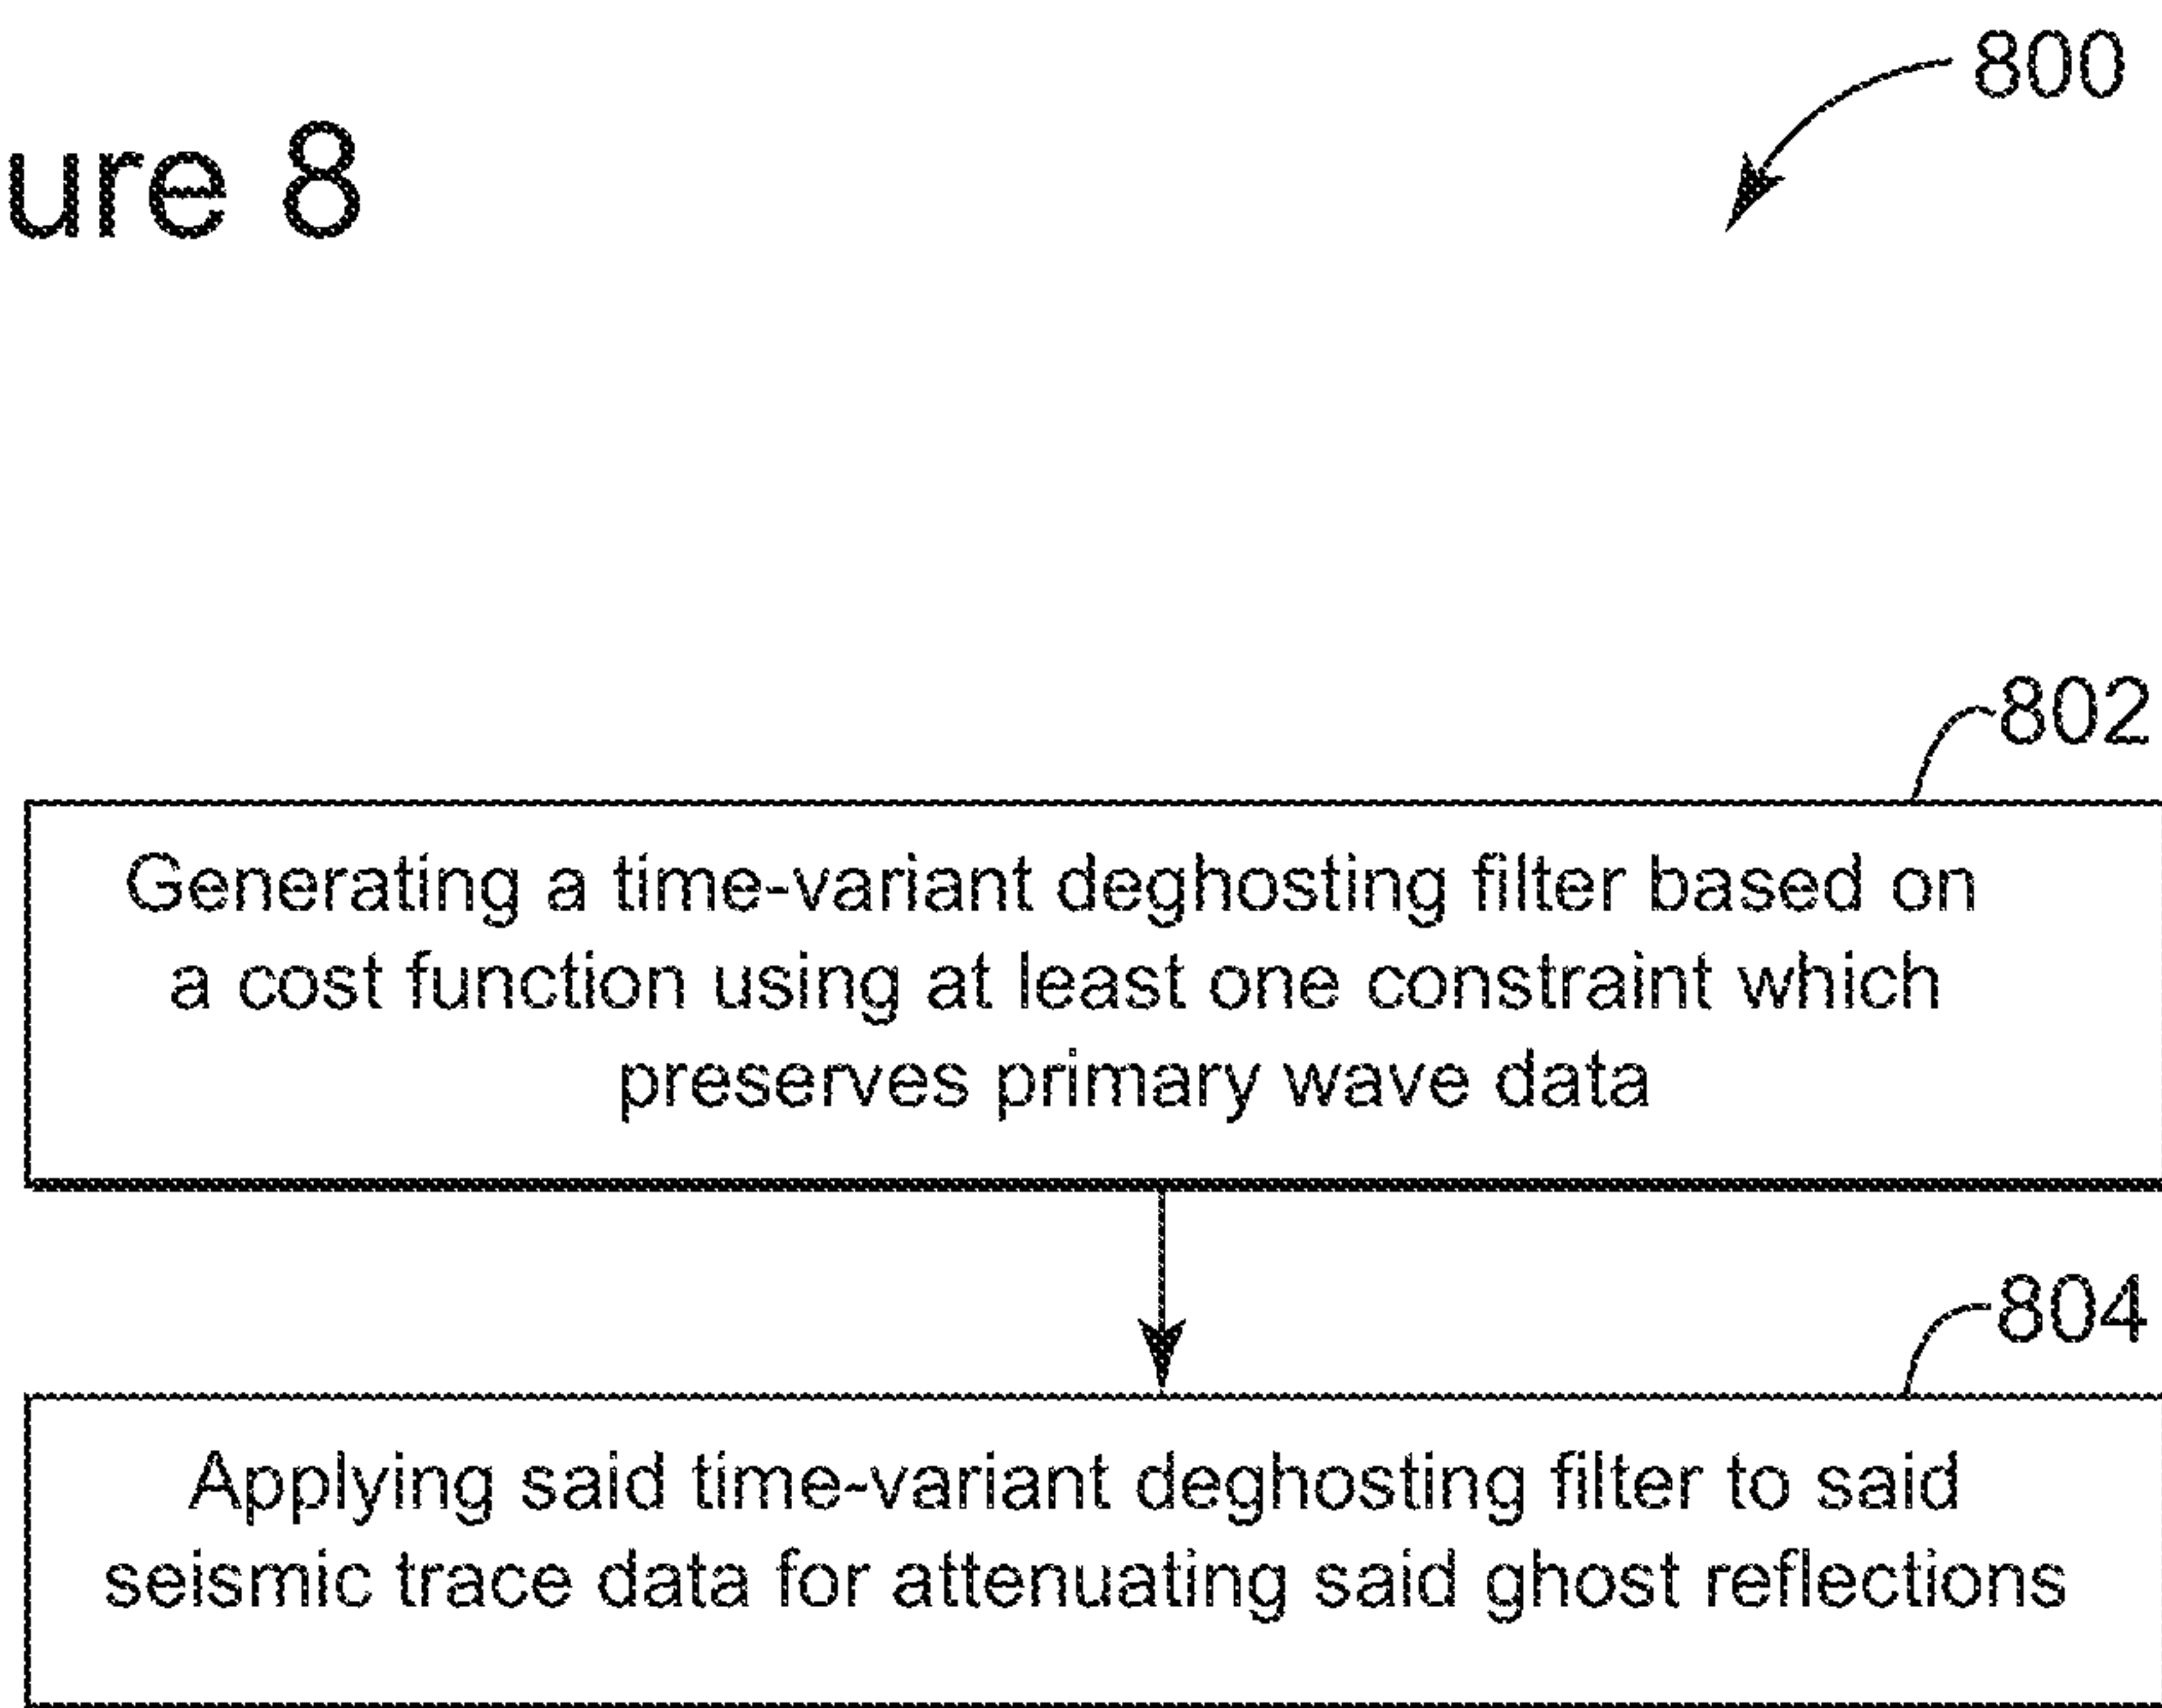 ure 8
800
802
Generating a time-variant deghosting filter based on
a cost function using at least one constraint which
preserves primary wave data
804
Applying said time-variant deghosting filter to said
seismic trace data for attenuating said ghost reflections